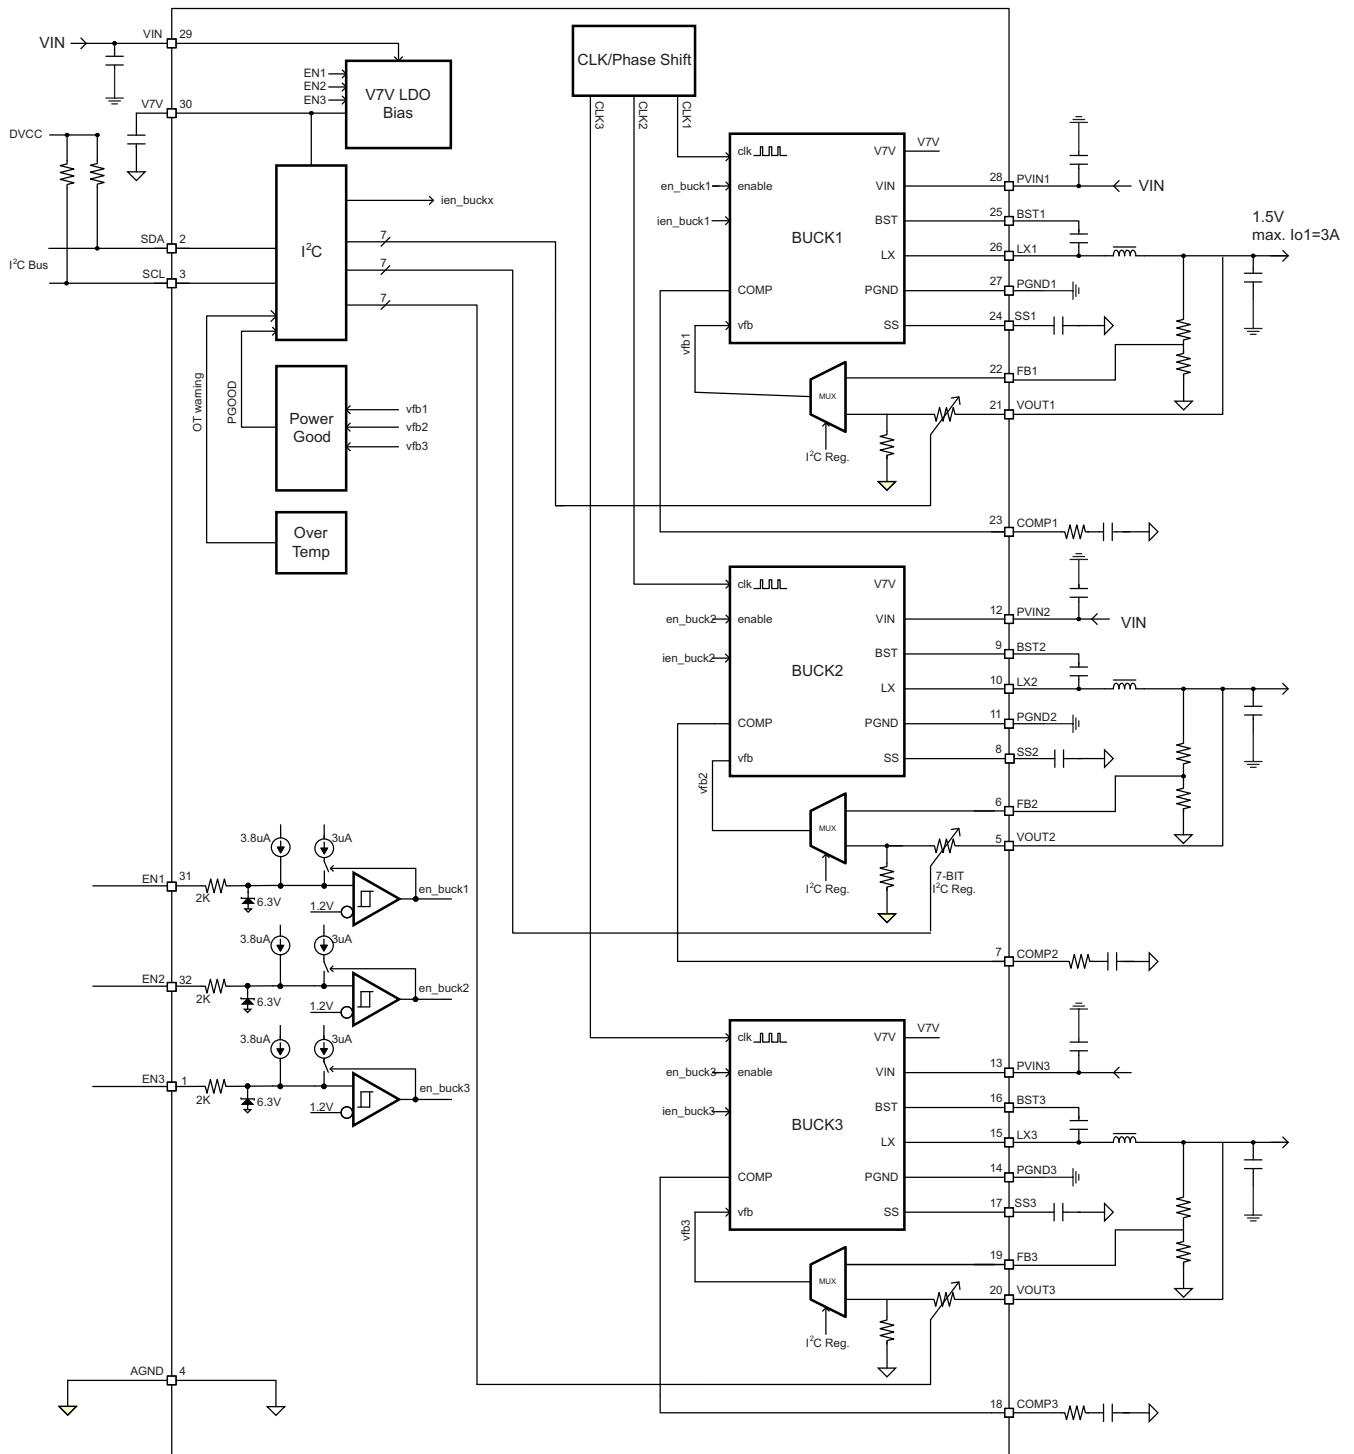 VIN
VIN
29
EN1
EN2
EN3
V7V LDO
Bias
V7V
30
DVCC
SDA
2
I²C Bus
SCL
3
I²C
ien_buckx
7
7
7
OT warning
PGOOD
Power
Good
vfb1
vfb2
vfb3
Over
Temp
CLK/Phase Shift
CLK3
CLK2
CLK1
clk
V7V
V7V
en_buck1
enable
VIN
28
PVIN1
VIN
ien_buck1
BST
25
BST1
BUCK1
LX
26
LX1
1.5V
max. Io1=3A
COMP
PGND
27
PGND1
vfb
SS
24
SS1
vfb1
MUX
22
FB1
21
VOUT1
I²C Reg.
23
COMP1
clk
V7V
en_buck2
enable
VIN
12
PVIN2
VIN
ien_buck2
BST
9
BST2
BUCK2
LX
10
LX2
COMP
PGND
11
PGND2
vfb
SS
8
SS2
vfb2
MUX
6
FB2
5
VOUT2
I²C Reg.
7-BIT
I²C Reg.
7
COMP2
3.8uA
3uA
EN1
31
2K
6.3V
1.2V
en_buck1
3.8uA
3uA
EN2
32
2K
6.3V
1.2V
en_buck2
3.8uA
3uA
EN3
1
2K
6.3V
1.2V
en_buck3
clk
V7V
V7V
en_buck3
enable
VIN
13
PVIN3
ien_buck3
BST
16
BST3
BUCK3
LX
15
LX3
COMP
PGND
14
PGND3
vfb
SS
17
SS3
vfb3
MUX
19
FB3
20
VOUT3
I²C Reg.
AGND
4
18
COMP3